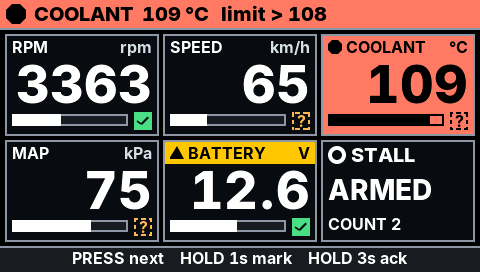 COOLANT 109 °C limit > 108
RPM rpm
3363
SPEED km/h
65
?
COOLANT °C
109
?
MAP kPa
75
?
BATTERY V
12.6
STALL
ARMED
COUNT 2
PRESS next HOLD 1s mark HOLD 3s ack